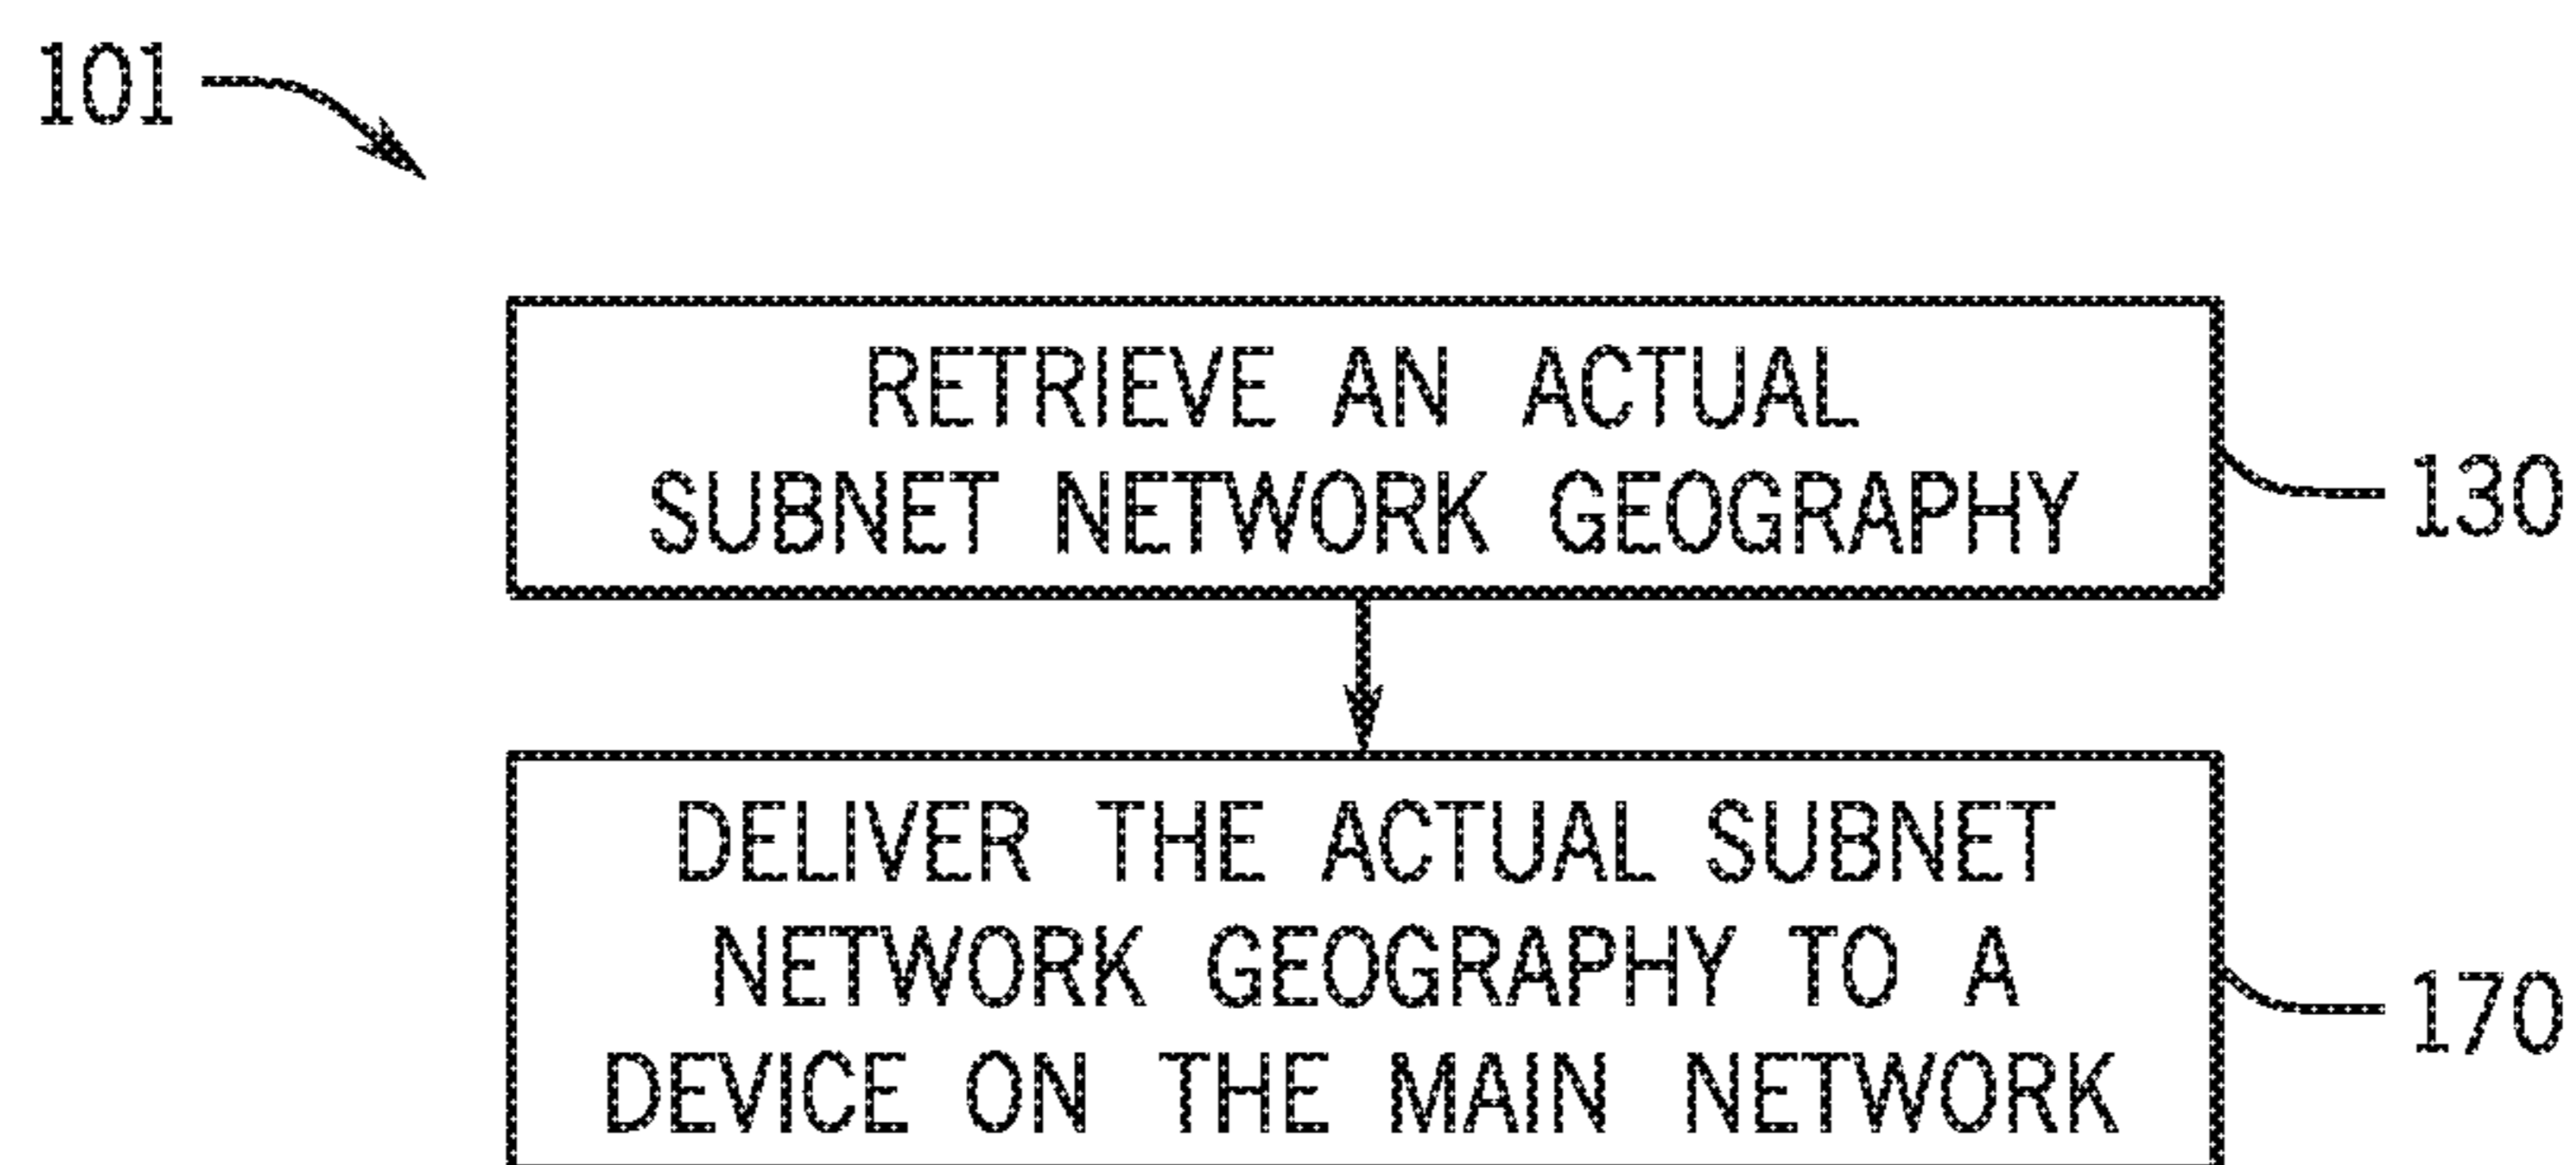 101
RETRIEVE AN ACTUAL
SUBNET NETWORK GEOGRAPHY
130
DELIVER THE ACTUAL SUBNET
NETWORK GEOGRAPHY TO A
DEVICE ON THE MAIN NETWORK
170